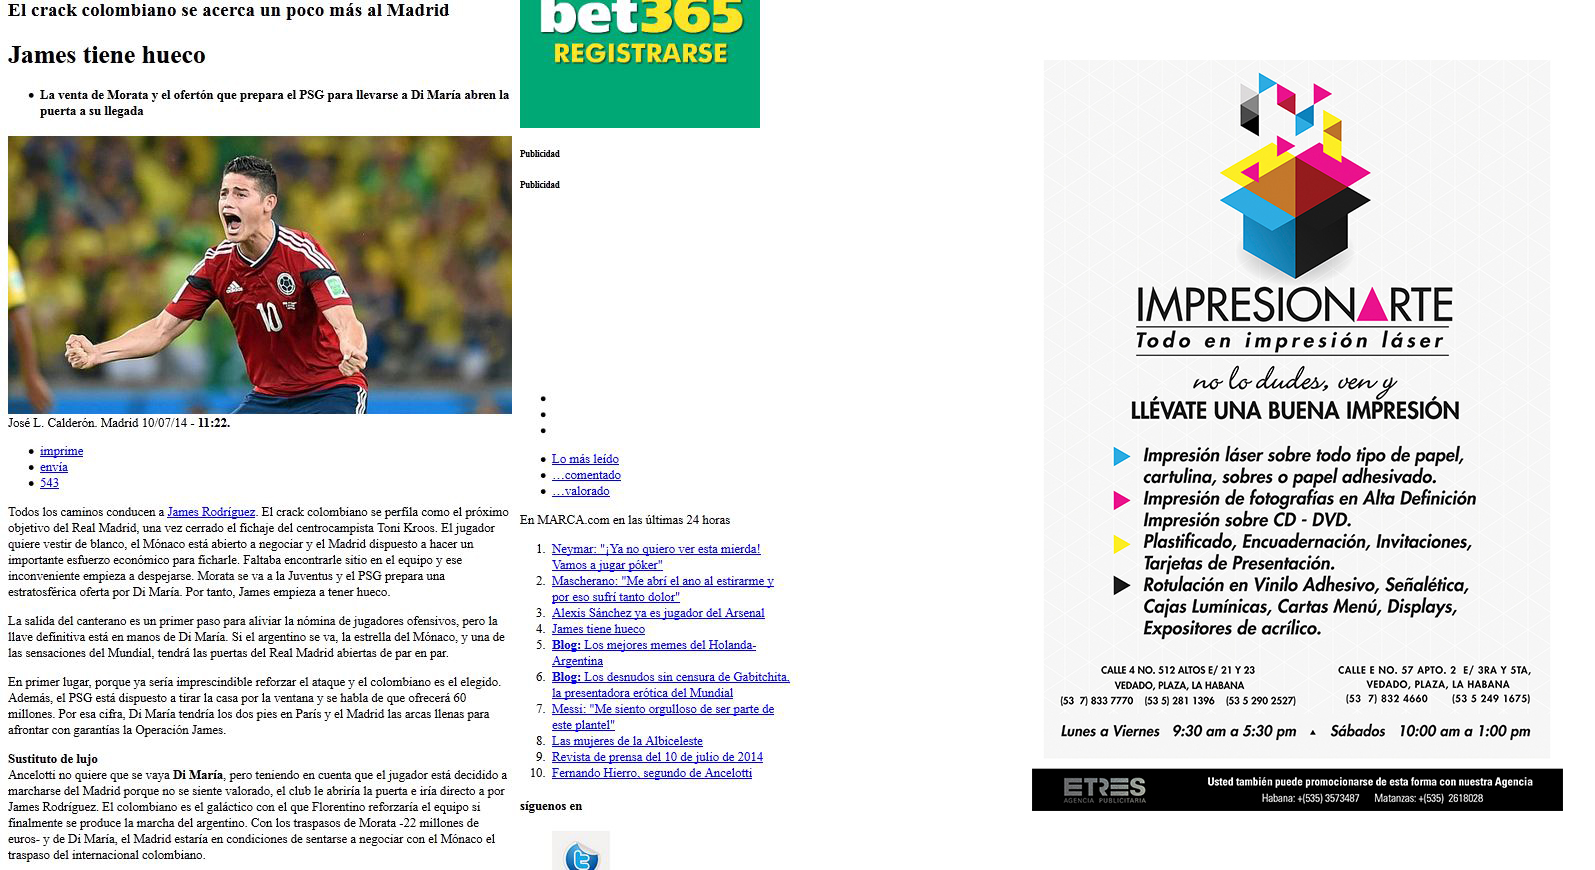 El crack colombiano se acerca un poco más al Madrid
James tiene hueco
La venta de Morata y el ofertón que prepara el PSG para llevarse a Di María abren la
puerta a su llegada
10
José L. Calderón. Madrid 10/07/14 - 11:22.
imprime
envía
543
Todos los caminos conducen a James Rodríguez. El crack colombiano se perfila como el próximo
objetivo del Real Madrid, una vez cerrado el fichaje del centrocampista Toni Kroos. El jugador
quiere vestir de blanco, el Mónaco está abierto a negociar y el Madrid dispuesto a hacer un
importante esfuerzo económico para ficharle. Faltaba encontrarle sitio en el equipo y ese
inconveniente empieza a despejarse. Morata se va a la Juventus y el PSG prepara una
estratosférica oferta por Di María. Por tanto, James empieza a tener hueco.
La salida del canterano es un primer paso para aliviar la nómina de jugadores ofensivos, pero la
llave definitiva está en manos de Di María. Si el argentino se va, la estrella del Mónaco, y una de
las sensaciones del Mundial, tendrá las puertas del Real Madrid abiertas de par en par.
En primer lugar, porque ya sería imprescindible reforzar el ataque y el colombiano es el elegido.
Además, el PSG está dispuesto a tirar la casa por la ventana y se habla de que ofrecerá 60
millones. Por esa cifra, Di María tendría los dos pies en París y el Madrid las arcas llenas para
afrontar con garantías la Operación James.
Sustituto de lujo
Ancelotti no quiere que se vaya Di María, pero teniendo en cuenta que el jugador está decidido a
marcharse del Madrid porque no se siente valorado, el club le abriría la puerta e iría directo a por
James Rodríguez. El colombiano es el galáctico con el que Florentino reforzaría el equipo si
finalmente se produce la marcha del argentino. Con los traspasos de Morata -22 millones de
euros- y de Di María, el Madrid estaría en condiciones de sentarse a negociar con el Mónaco el
traspaso del internacional colombiano.
bet365
REGISTRARSE
Publicidad
Publicidad
Lo más leído
…comentado
…valorado
En MARCA.com en las últimas 24 horas
1. Neymar: "¡Ya no quiero ver esta mierda!
Vamos a jugar póker"
2. Mascherano: "Me abrí el ano al estirarme y
por eso sufrí tanto dolor"
3. Alexis Sánchez ya es jugador del Arsenal
4. James tiene hueco
5. Blog: Los mejores memes del Holanda-
Argentina
6. Blog: Los desnudos sin censura de Gabitchita,
la presentadora erótica del Mundial
7. Messi: "Me siento orgulloso de ser parte de
este plantel"
8. Las mujeres de la Albiceleste
9. Revista de prensa del 10 de julio de 2014
10. Fernando Hierro, segundo de Ancelotti
síguenos en
IMPRESIONARTE
Todo en impresión láser
no lo dudes, ven y
LLÉVATE UNA BUENA IMPRESIÓN
Impresión láser sobre todo tipo de papel,
cartulina, sobres o papel adhesivado.
Impresión de fotografías en Alta Definición
Impresión sobre CD - DVD.
Plastificado, Encuadernación, Invitaciones,
Tarjetas de Presentación.
Rotulación en Vinilo Adhesivo, Señalética,
Cajas Lumínicas, Cartas Menú, Displays,
Expositores de acrílico.
CALLE 4 NO. 512 ALTOS E/ 21 Y 23
VEDADO, PLAZA, LA HABANA
(53 7) 833 7770 (53 5) 281 1396 (53 5 290 2527)
CALLE E NO. 57 APTO. 2 E/ 3RA Y 5TA,
VEDADO, PLAZA, LA HABANA
(53 7) 832 4660 (53 5 249 1675)
Lunes a Viernes 9:30 am a 5:30 pm ▲ Sábados 10:00 am a 1:00 pm
ETRES
AGENCIA PUBLICITARIA
Usted también puede promocionarse de esta forma con nuestra Agencia
Habana: +(535) 3573487 Matanzas: +(535) 2618028